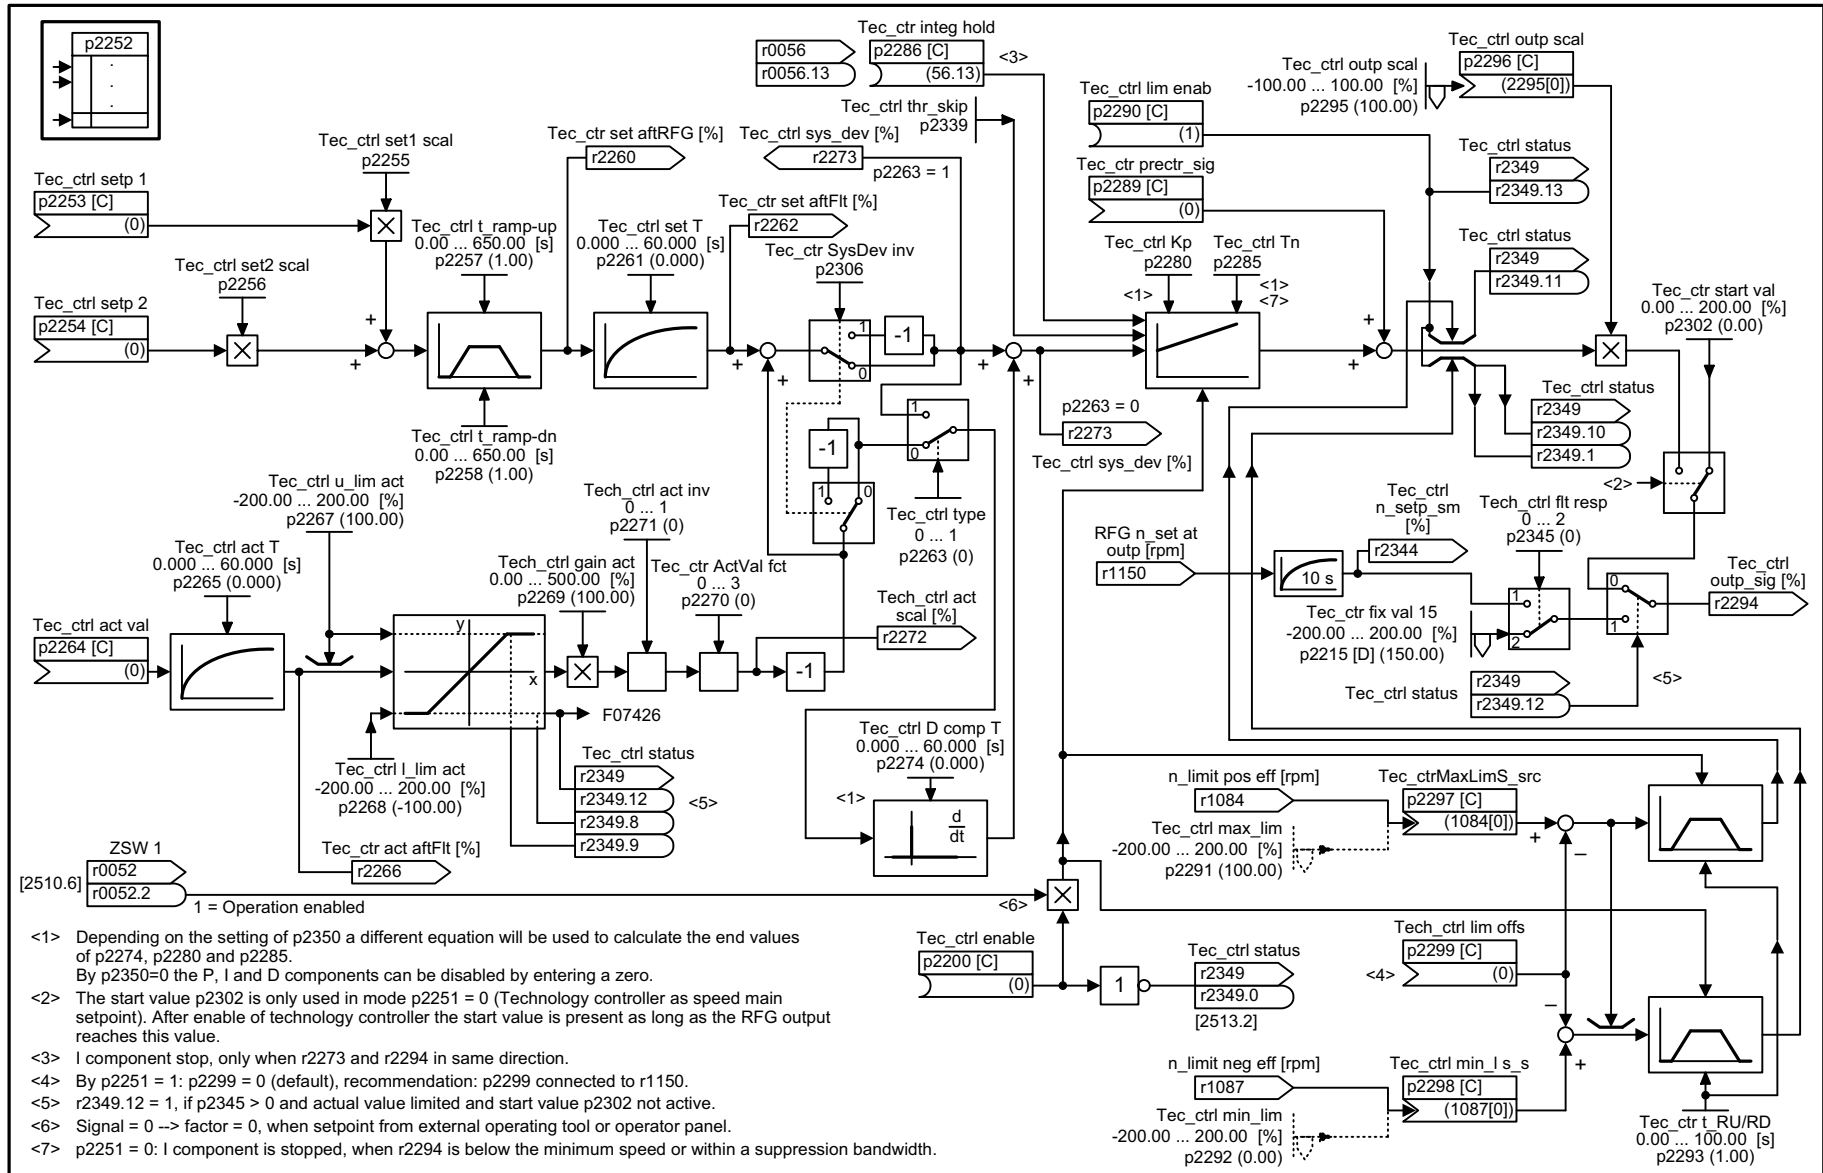 p2252
Tec_ctrl setp 1
p2253 [C]
(0)
Tec_ctrl set1 scal
p2255
Tec_ctrl set2 scal
p2256
Tec_ctrl setp 2
p2254 [C]
(0)
+
+
Tec_ctrl t_ramp-up
0.00 ... 650.00 [s]
p2257 (1.00)
Tec_ctrl t_ramp-dn
0.00 ... 650.00 [s]
p2258 (1.00)
Tec_ctr set aftRFG [%]
r2260
Tec_ctrl set T
0.000 ... 60.000 [s]
p2261 (0.000)
Tec_ctrl sys_dev [%]
r2273
p2263 = 1
Tec_ctr set aftFlt [%]
r2262
Tec_ctr SysDev inv
p2306
+
+
1
0
-1
r0056
r0056.13
Tec_ctr integ hold
p2286 [C]
(56.13)
<3>
Tec_ctrl thr_skip
p2339
+
+
Tec_ctrl lim enab
p2290 [C]
(1)
Tec_ctr prectr_sig
p2289 [C]
(0)
Tec_ctrl Kp
p2280
<1>
Tec_ctrl Tn
p2285
<1>
<7>
+
+
Tec_ctrl outp scal
-100.00 ... 100.00 [%]
p2295 (100.00)
Tec_ctrl outp scal
p2296 [C]
(2295[0])
Tec_ctrl status
r2349
r2349.13
Tec_ctrl status
r2349
r2349.11
Tec_ctr start val
0.00 ... 200.00 [%]
p2302 (0.00)
Tec_ctrl status
r2349
r2349.10
r2349.1
<2>
p2263 = 0
r2273
Tec_ctrl sys_dev [%]
-1
1
0
1
0
Tec_ctrl type
0 ... 1
p2263 (0)
Tec_ctrl u_lim act
-200.00 ... 200.00 [%]
p2267 (100.00)
Tec_ctrl act T
0.000 ... 60.000 [s]
p2265 (0.000)
Tec_ctrl act val
p2264 [C]
(0)
y
x
Tech_ctrl gain act
0.00 ... 500.00 [%]
p2269 (100.00)
Tech_ctrl act inv
0 ... 1
p2271 (0)
Tec_ctr ActVal fct
0 ... 3
p2270 (0)
Tech_ctrl act
scal [%]
r2272
-1
F07426
Tec_ctrl l_lim act
-200.00 ... 200.00 [%]
p2268 (-100.00)
Tec_ctrl status
r2349
r2349.12
r2349.8
r2349.9
<5>
Tec_ctr act aftFlt [%]
r2266
Tec_ctrl D comp T
0.000 ... 60.000 [s]
p2274 (0.000)
<1>
d
dt
RFG n_set at
outp [rpm]
r1150
10 s
Tec_ctrl
n_setp_sm
[%]
r2344
Tech_ctrl flt resp
0 ... 2
p2345 (0)
1
2
0
1
Tec_ctrl
outp_sig [%]
r2294
Tec_ctr fix val 15
-200.00 ... 200.00 [%]
p2215 [D] (150.00)
Tec_ctrl status
r2349
r2349.12
<5>
n_limit pos eff [rpm]
r1084
Tec_ctrl max_lim
-200.00 ... 200.00 [%]
p2291 (100.00)
Tec_ctrMaxLimS_src
p2297 [C]
(1084[0])
+
–
Tech_ctrl lim offs
p2299 [C]
(0)
<4>
–
+
n_limit neg eff [rpm]
r1087
Tec_ctrl min_lim
-200.00 ... 200.00 [%]
p2292 (0.00)
Tec_ctrl min_l s_s
p2298 [C]
(1087[0])
Tec_ctr t_RU/RD
0.00 ... 100.00 [s]
p2293 (1.00)
ZSW 1
[2510.6]
r0052
r0052.2
1 = Operation enabled
<6>
Tec_ctrl enable
p2200 [C]
(0)
1
Tec_ctrl status
r2349
r2349.0
[2513.2]
<1> Depending on the setting of p2350 a different equation will be used to calculate the end values
of p2274, p2280 and p2285.
By p2350=0 the P, I and D components can be disabled by entering a zero.
<2> The start value p2302 is only used in mode p2251 = 0 (Technology controller as speed main
setpoint). After enable of technology controller the start value is present as long as the RFG output
reaches this value.
<3> I component stop, only when r2273 and r2294 in same direction.
<4> By p2251 = 1: p2299 = 0 (default), recommendation: p2299 connected to r1150.
<5> r2349.12 = 1, if p2345 > 0 and actual value limited and start value p2302 not active.
<6> Signal = 0 --> factor = 0, when setpoint from external operating tool or operator panel.
<7> p2251 = 0: I component is stopped, when r2294 is below the minimum speed or within a suppression bandwidth.